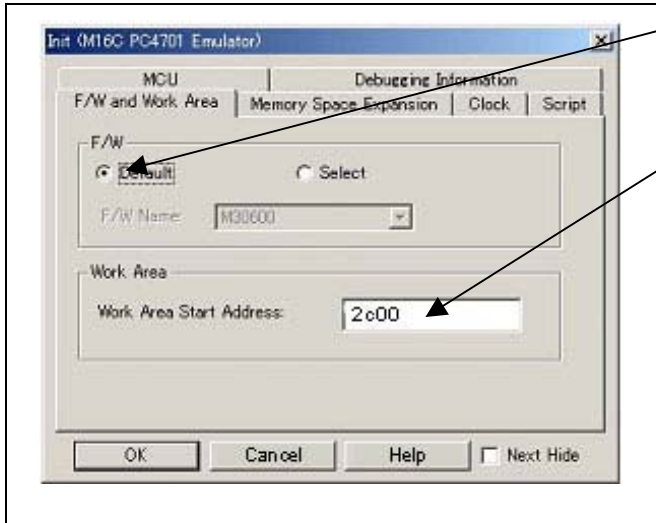 Init (M16C PC4701 Emulator)
MCU
Debugging Information
F/W and Work Area
Memory Space Expansion
Clock
Script
F/W
Default
Select
F/W Name:
M30600
Work Area
Work Area Start Address:
2c00
OK
Cancel
Help
Next Hide